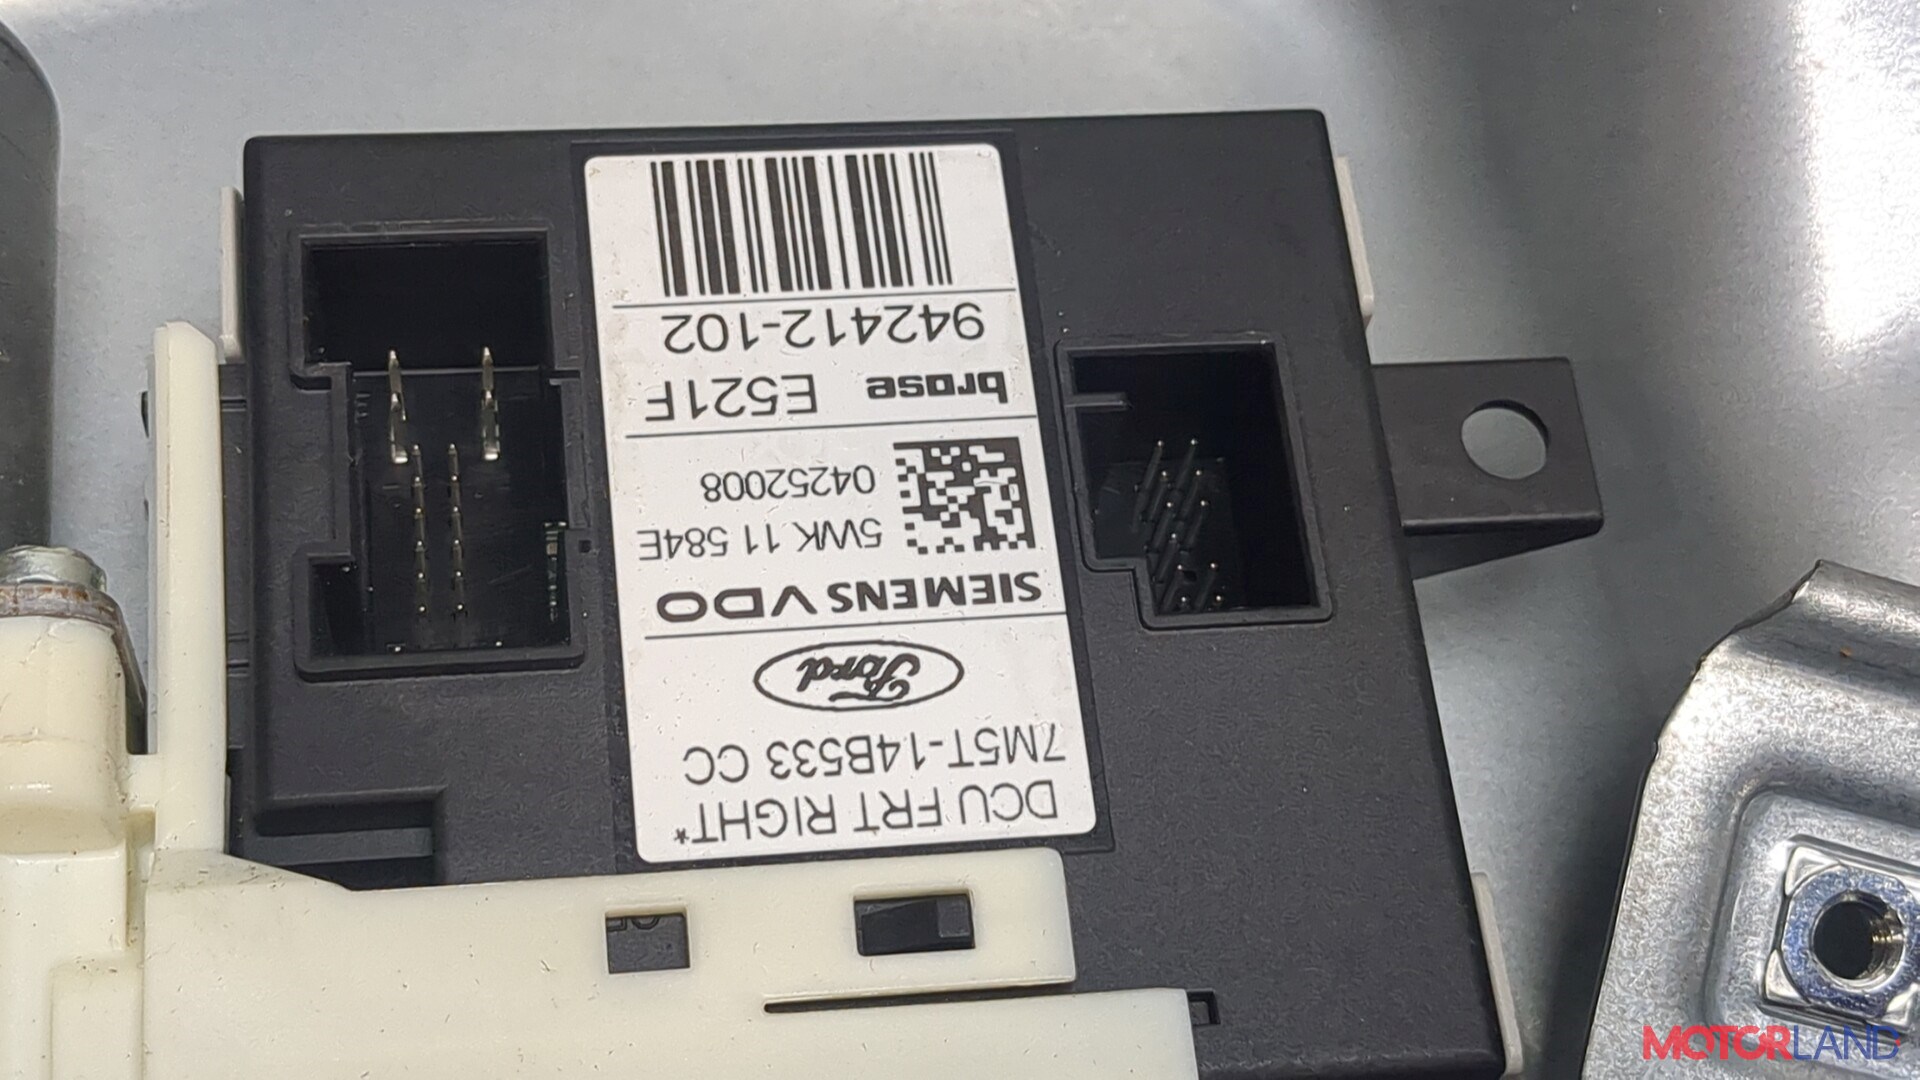 DCU FRT RIGHT*
7M5T-14B533 CC
Ford
SIEMENS VDO
5WK 11 584E
04252008
brose E521F
942412-102
MOTORLAND